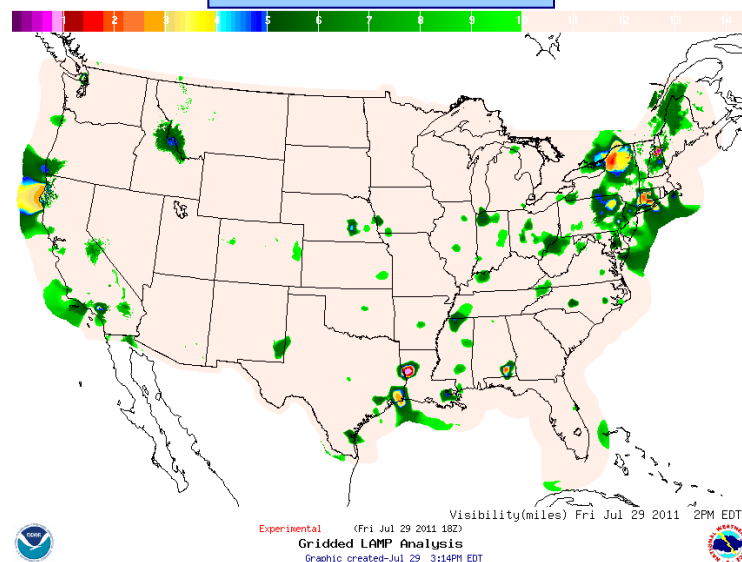 1 2 3 4 5 6 7 8 9 10 11 12 13 14
Visibility(miles) Fri Jul 29 2011 2PM EDT
Experimental (Fri Jul 29 2011 18Z)
Gridded LAMP Analysis
Graphic created-Jul 29 3:14PM EDT